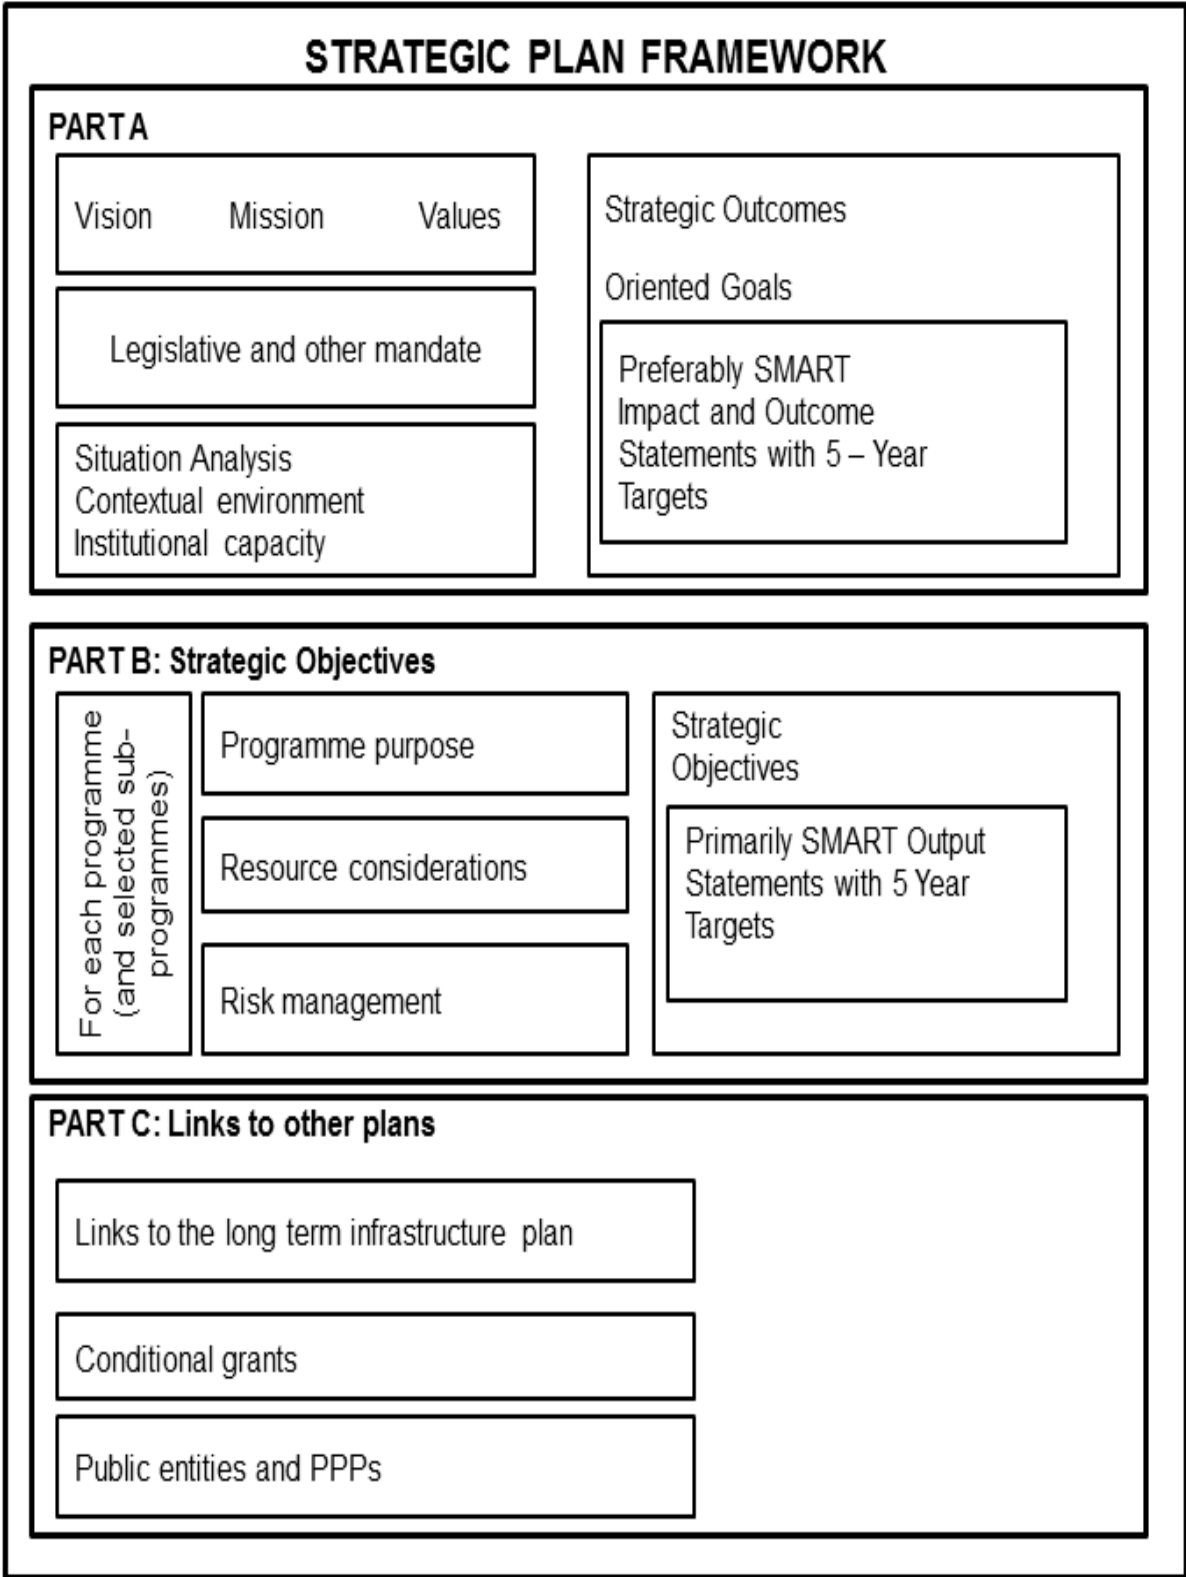 STRATEGIC PLAN FRAMEWORK
PART A
Vision Mission Values
Legislative and other mandate
Situation Analysis
Contextual environment
Institutional capacity
Strategic Outcomes
Oriented Goals
Preferably SMART
Impact and Outcome
Statements with 5 – Year
Targets
PART B: Strategic Objectives
For each programme
(and selected sub-
programmes)
Programme purpose
Resource considerations
Risk management
Strategic
Objectives
Primarily SMART Output
Statements with 5 Year
Targets
PART C: Links to other plans
Links to the long term infrastructure plan
Conditional grants
Public entities and PPPs